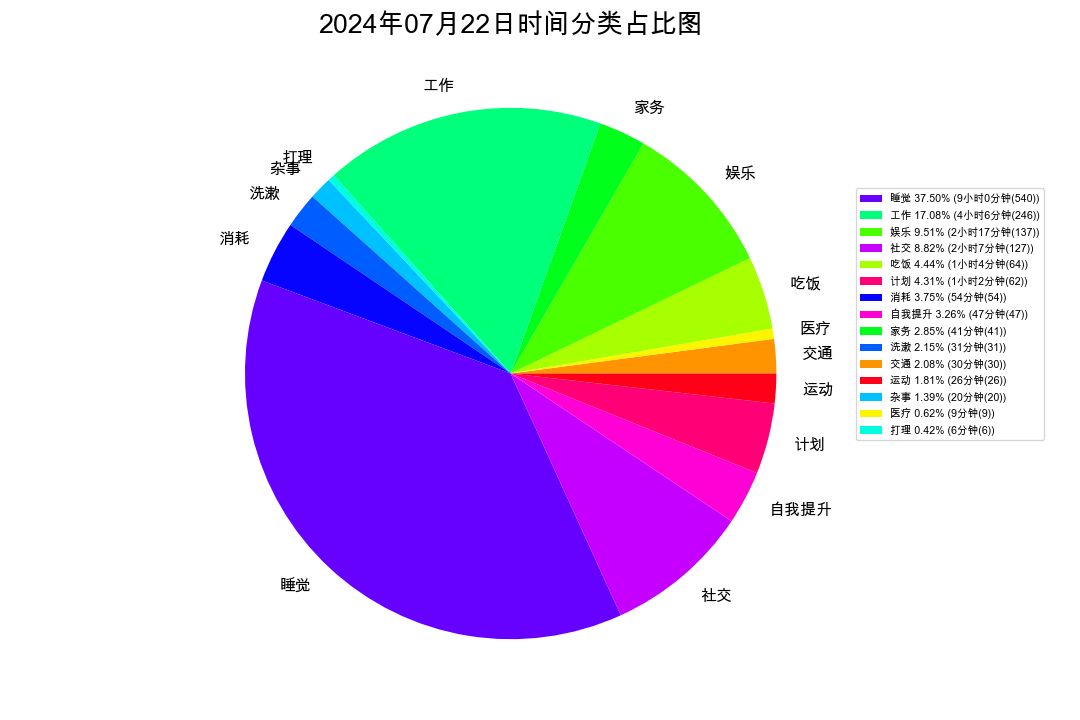 2024年07月22日时间分类占比图
工作
家务
打理
杂事
娱乐
洗漱
消耗
吃饭
医疗
交通
运动
计划
自我提升
睡觉
社交
睡觉 37.50% (9小时0分钟(540))
工作 17.08% (4小时6分钟(246))
娱乐 9.51% (2小时17分钟(137))
社交 8.82% (2小时7分钟(127))
吃饭 4.44% (1小时4分钟(64))
计划 4.31% (1小时2分钟(62))
消耗 3.75% (54分钟(54))
自我提升 3.26% (47分钟(47))
家务 2.85% (41分钟(41))
洗漱 2.15% (31分钟(31))
交通 2.08% (30分钟(30))
运动 1.81% (26分钟(26))
杂事 1.39% (20分钟(20))
医疗 0.62% (9分钟(9))
打理 0.42% (6分钟(6))